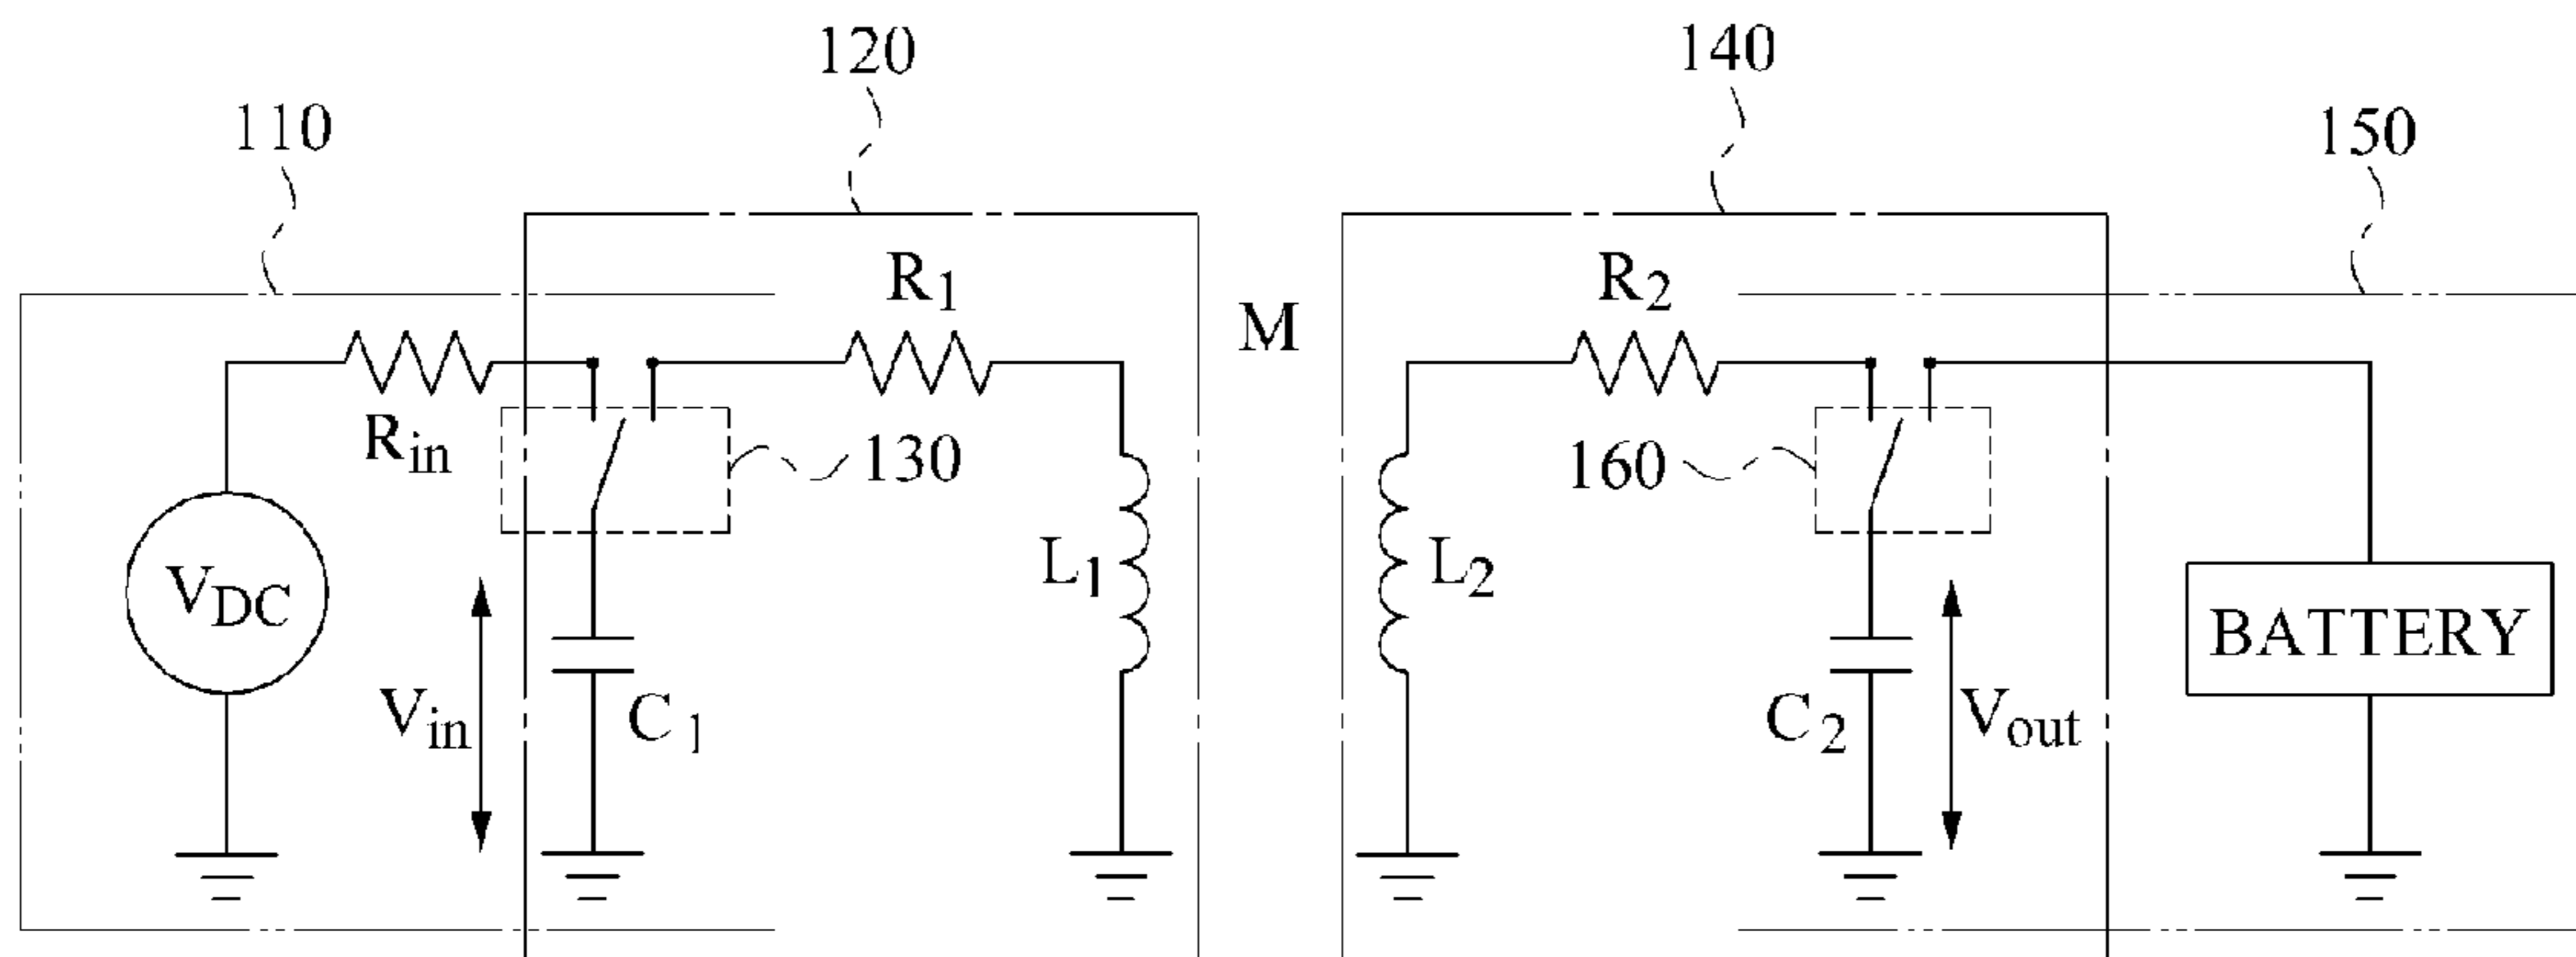 120
140
110
150
R1
R2
M
Rin
130
160
VDC
L1
L2
BATTERY
Vin
C1
C2
Vout